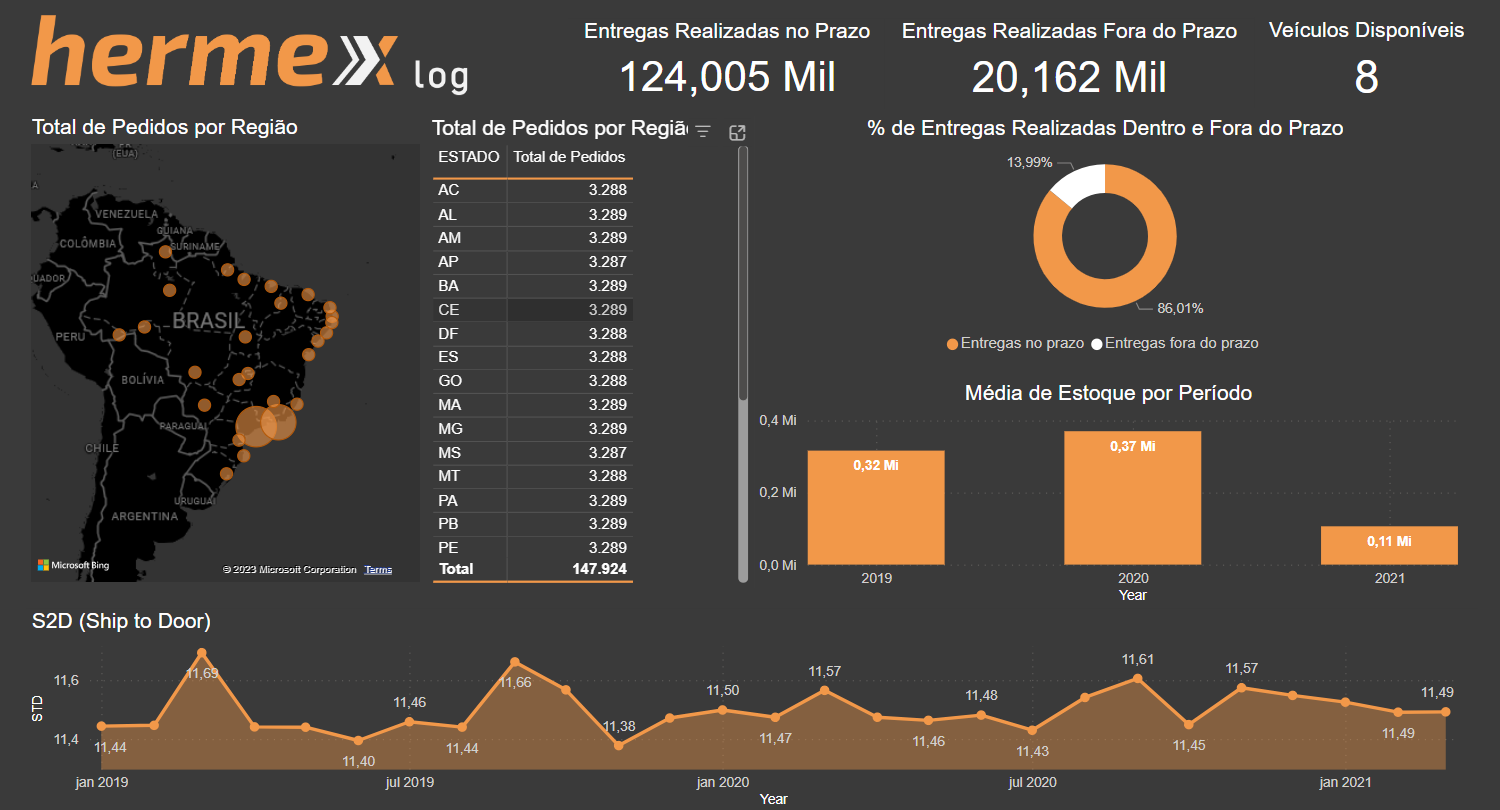 hermex log
Entregas Realizadas no Prazo
124,005 Mil
Entregas Realizadas Fora do Prazo
20,162 Mil
Veículos Disponíveis
8
Total de Pedidos por Região
(EUA)
VENEZUELA
GUIANA
COLÔMBIA
SURINAME
UADOR
BRASIL
PERU
BOLÍVIA
PARAGUAI
CHILE
URUGUAI
ARGENTINA
Microsoft Bing
© 2023 Microsoft Corporation Terms
Total de Pedidos por Regiã
ESTADO Total de Pedidos
AC 3.288
AL 3.289
AM 3.289
AP 3.287
BA 3.289
CE 3.289
DF 3.288
ES 3.288
GO 3.288
MA 3.289
MG 3.289
MS 3.287
MT 3.288
PA 3.289
PB 3.289
PE 3.289
Total 147.924
% de Entregas Realizadas Dentro e Fora do Prazo
13,99%
86,01%
Entregas no prazo Entregas fora do prazo
Média de Estoque por Período
0,4 Mi
0,2 Mi
0,0 Mi
0,32 Mi
0,37 Mi
0,11 Mi
2019 2020 2021
Year
S2D (Ship to Door)
STD
11,6
11,4
11,44
11,69
11,40
11,46
11,44
11,66
11,38
11,50
11,47
11,57
11,46
11,48
11,43
11,61
11,45
11,57
11,49
11,49
jan 2019 jul 2019 jan 2020 jul 2020 jan 2021
Year